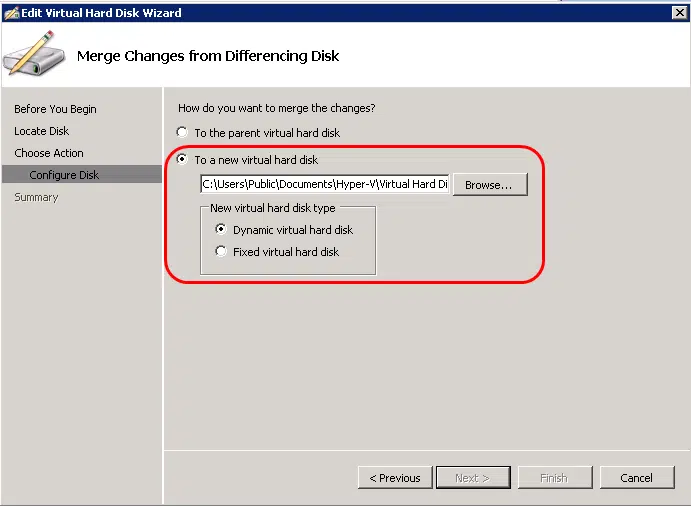 Edit Virtual Hard Disk Wizard
Merge Changes from Differencing Disk
Before You Begin
Locate Disk
Choose Action
Configure Disk
Summary
How do you want to merge the changes?
To the parent virtual hard disk
To a new virtual hard disk
C:\Users\Public\Documents\Hyper-V\Virtual Hard Di
Browse...
New virtual hard disk type
Dynamic virtual hard disk
Fixed virtual hard disk
< Previous
Next >
Finish
Cancel